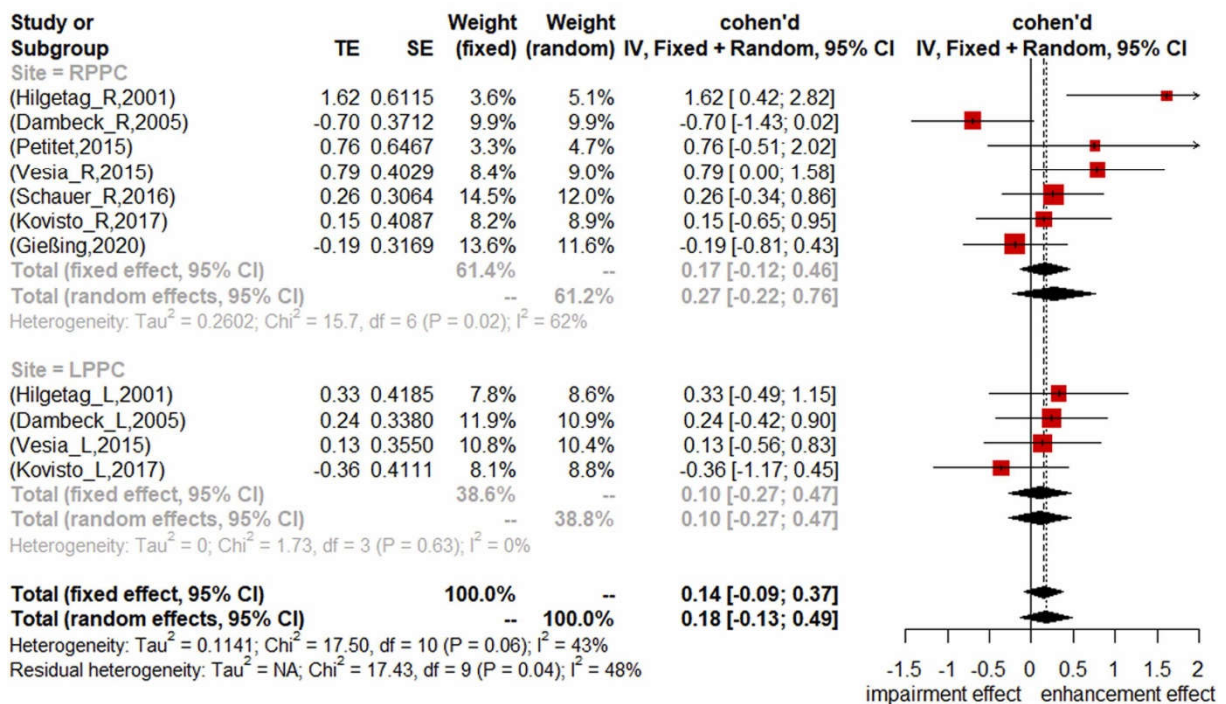 Study or Weight Weight cohen'd cohen'd
Subgroup TE SE (fixed) (random) IV, Fixed + Random, 95% CI IV, Fixed + Random, 95% CI
Site = RPPC
(Hilgetag_R,2001) 1.62 0.6115 3.6% 5.1% 1.62 [ 0.42; 2.82]
(Dambeck_R,2005) -0.70 0.3712 9.9% 9.9% -0.70 [-1.43; 0.02]
(Petitet,2015) 0.76 0.6467 3.3% 4.7% 0.76 [-0.51; 2.02]
(Vesia_R,2015) 0.79 0.4029 8.4% 9.0% 0.79 [ 0.00; 1.58]
(Schauer_R,2016) 0.26 0.3064 14.5% 12.0% 0.26 [-0.34; 0.86]
(Kovisto_R,2017) 0.15 0.4087 8.2% 8.9% 0.15 [-0.65; 0.95]
(Gießing,2020) -0.19 0.3169 13.6% 11.6% -0.19 [-0.81; 0.43]
Total (fixed effect, 95% CI) 61.4% -- 0.17 [-0.12; 0.46]
Total (random effects, 95% CI) -- 61.2% 0.27 [-0.22; 0.76]
Heterogeneity: Tau² = 0.2602; Chi² = 15.7, df = 6 (P = 0.02); I² = 62%
Site = LPPC
(Hilgetag_L,2001) 0.33 0.4185 7.8% 8.6% 0.33 [-0.49; 1.15]
(Dambeck_L,2005) 0.24 0.3380 11.9% 10.9% 0.24 [-0.42; 0.90]
(Vesia_L,2015) 0.13 0.3550 10.8% 10.4% 0.13 [-0.56; 0.83]
(Kovisto_L,2017) -0.36 0.4111 8.1% 8.8% -0.36 [-1.17; 0.45]
Total (fixed effect, 95% CI) 38.6% -- 0.10 [-0.27; 0.47]
Total (random effects, 95% CI) -- 38.8% 0.10 [-0.27; 0.47]
Heterogeneity: Tau² = 0; Chi² = 1.73, df = 3 (P = 0.63); I² = 0%
Total (fixed effect, 95% CI) 100.0% -- 0.14 [-0.09; 0.37]
Total (random effects, 95% CI) -- 100.0% 0.18 [-0.13; 0.49]
Heterogeneity: Tau² = 0.1141; Chi² = 17.50, df = 10 (P = 0.06); I² = 43%
Residual heterogeneity: Tau² = NA; Chi² = 17.43, df = 9 (P = 0.04); I² = 48%
-1.5 -1 -0.5 0 0.5 1 1.5 2
impairment effect enhancement effect